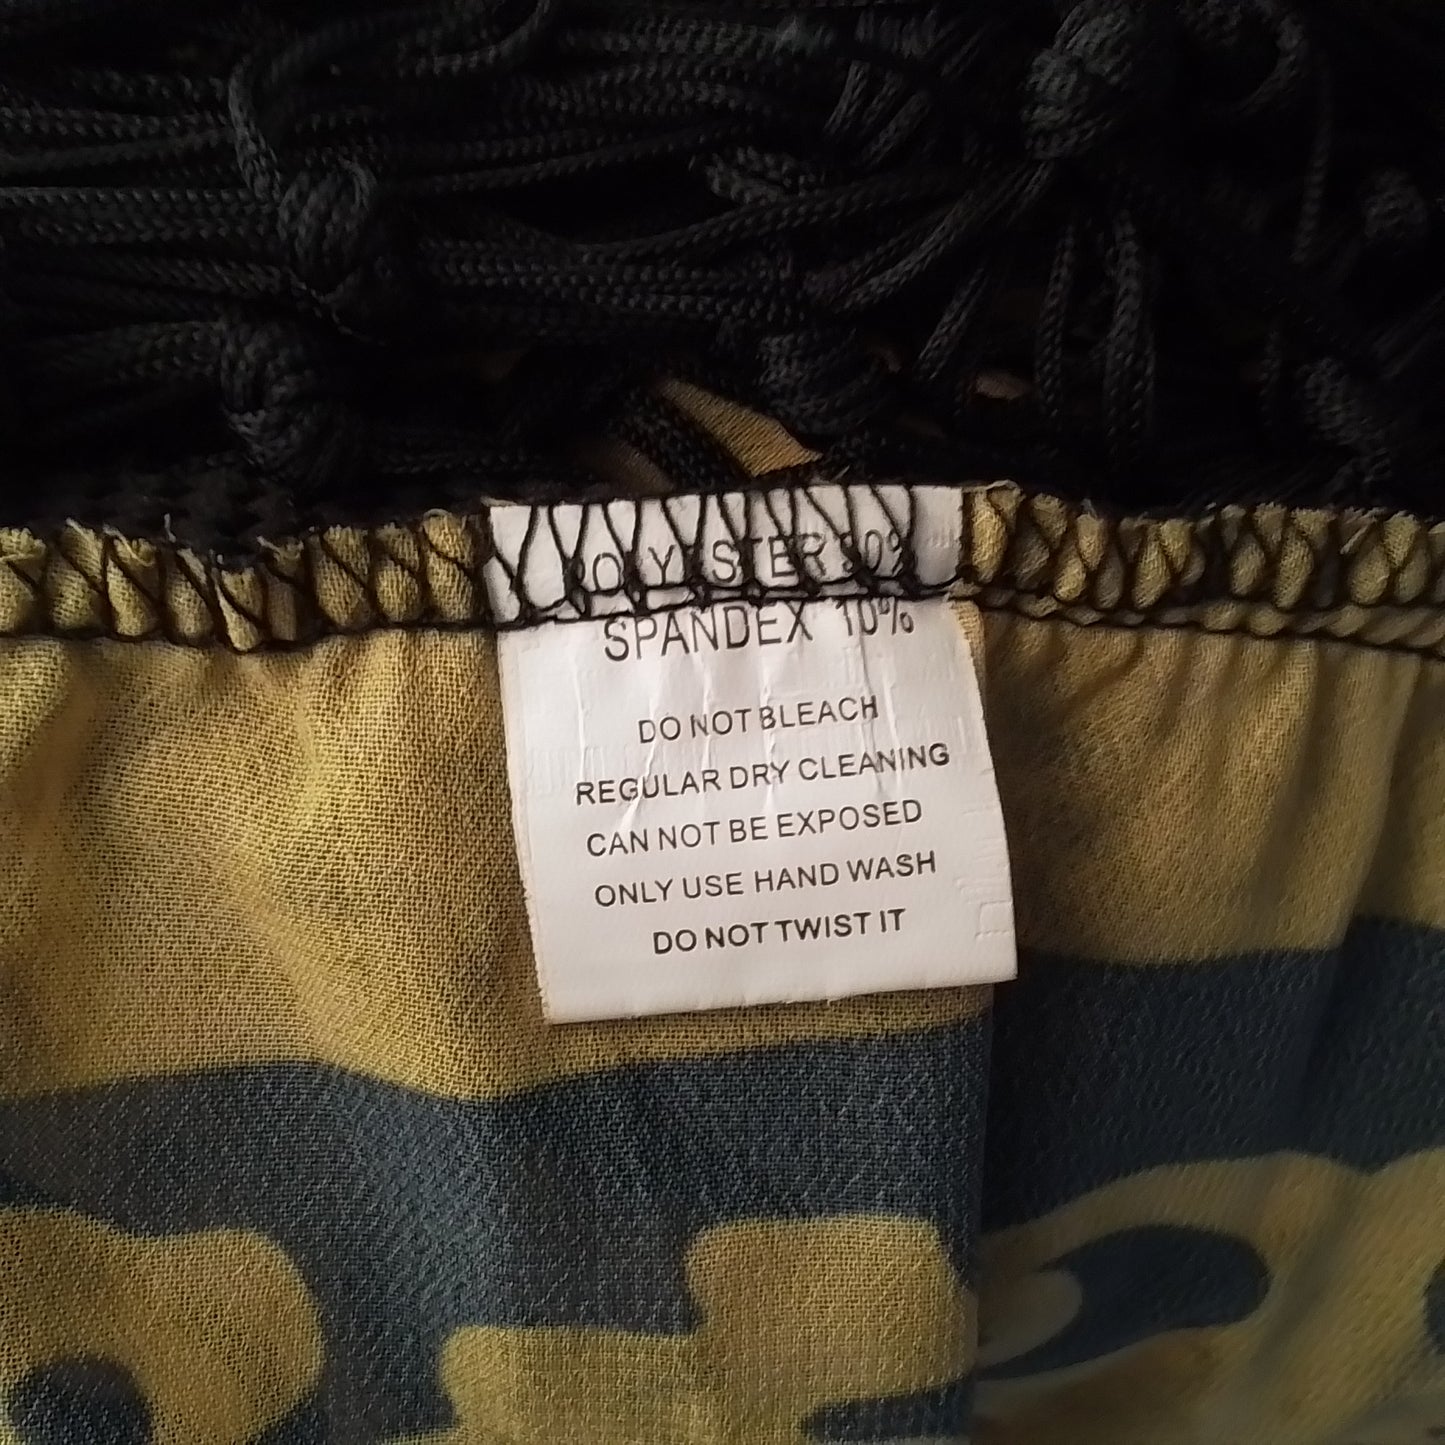 POLYESTER 90%
SPANDEX 10%
DO NOT BLEACH
REGULAR DRY CLEANING
CAN NOT BE EXPOSED
ONLY USE HAND WASH
DO NOT TWIST IT